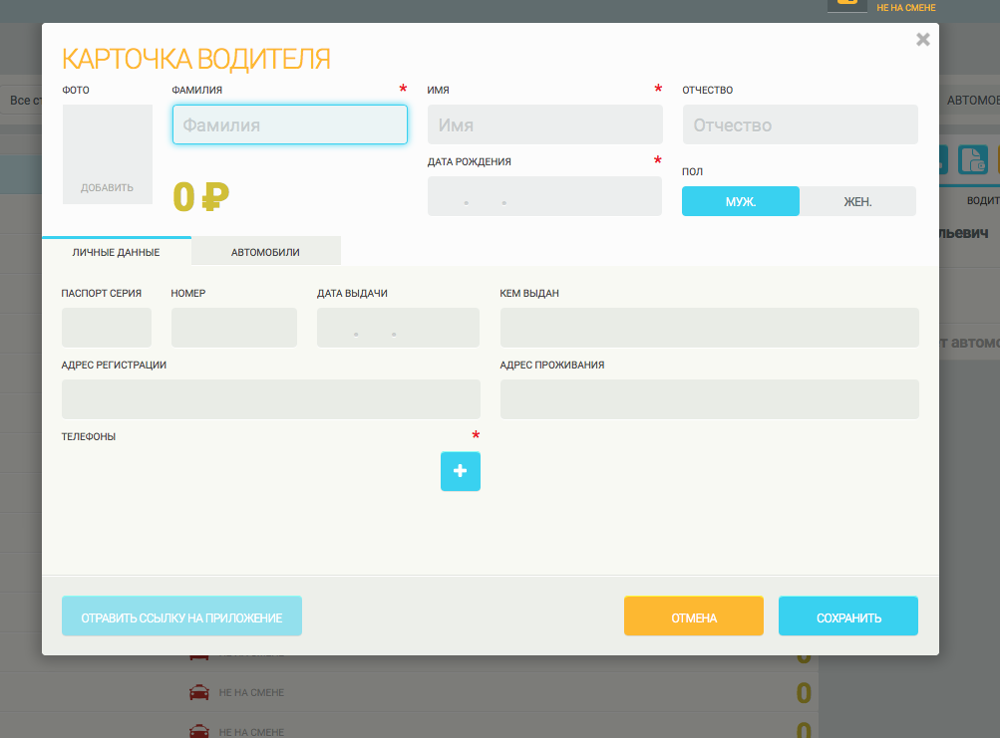 НЕ НА СМЕНЕ
КАРТОЧКА ВОДИТЕЛЯ
ФОТО
ФАМИЛИЯ *
ИМЯ *
ОТЧЕСТВО
Все
АВТОМОБ
Фамилия
Имя
Отчество
ДАТА РОЖДЕНИЯ *
. .
ПОЛ
ДОБАВИТЬ
0 ₽
МУЖ.
ЖЕН.
ВОДИТ
льевич
ЛИЧНЫЕ ДАННЫЕ
АВТОМОБИЛИ
ПАСПОРТ СЕРИЯ
НОМЕР
ДАТА ВЫДАЧИ
КЕМ ВЫДАН
. .
т автомо
АДРЕС РЕГИСТРАЦИИ
АДРЕС ПРОЖИВАНИЯ
ТЕЛЕФОНЫ *
+
ОТРАВИТЬ ССЫЛКУ НА ПРИЛОЖЕНИЕ
ОТМЕНА
СОХРАНИТЬ
0
НЕ НА СМЕНЕ
0
НЕ НА СМЕНЕ
0